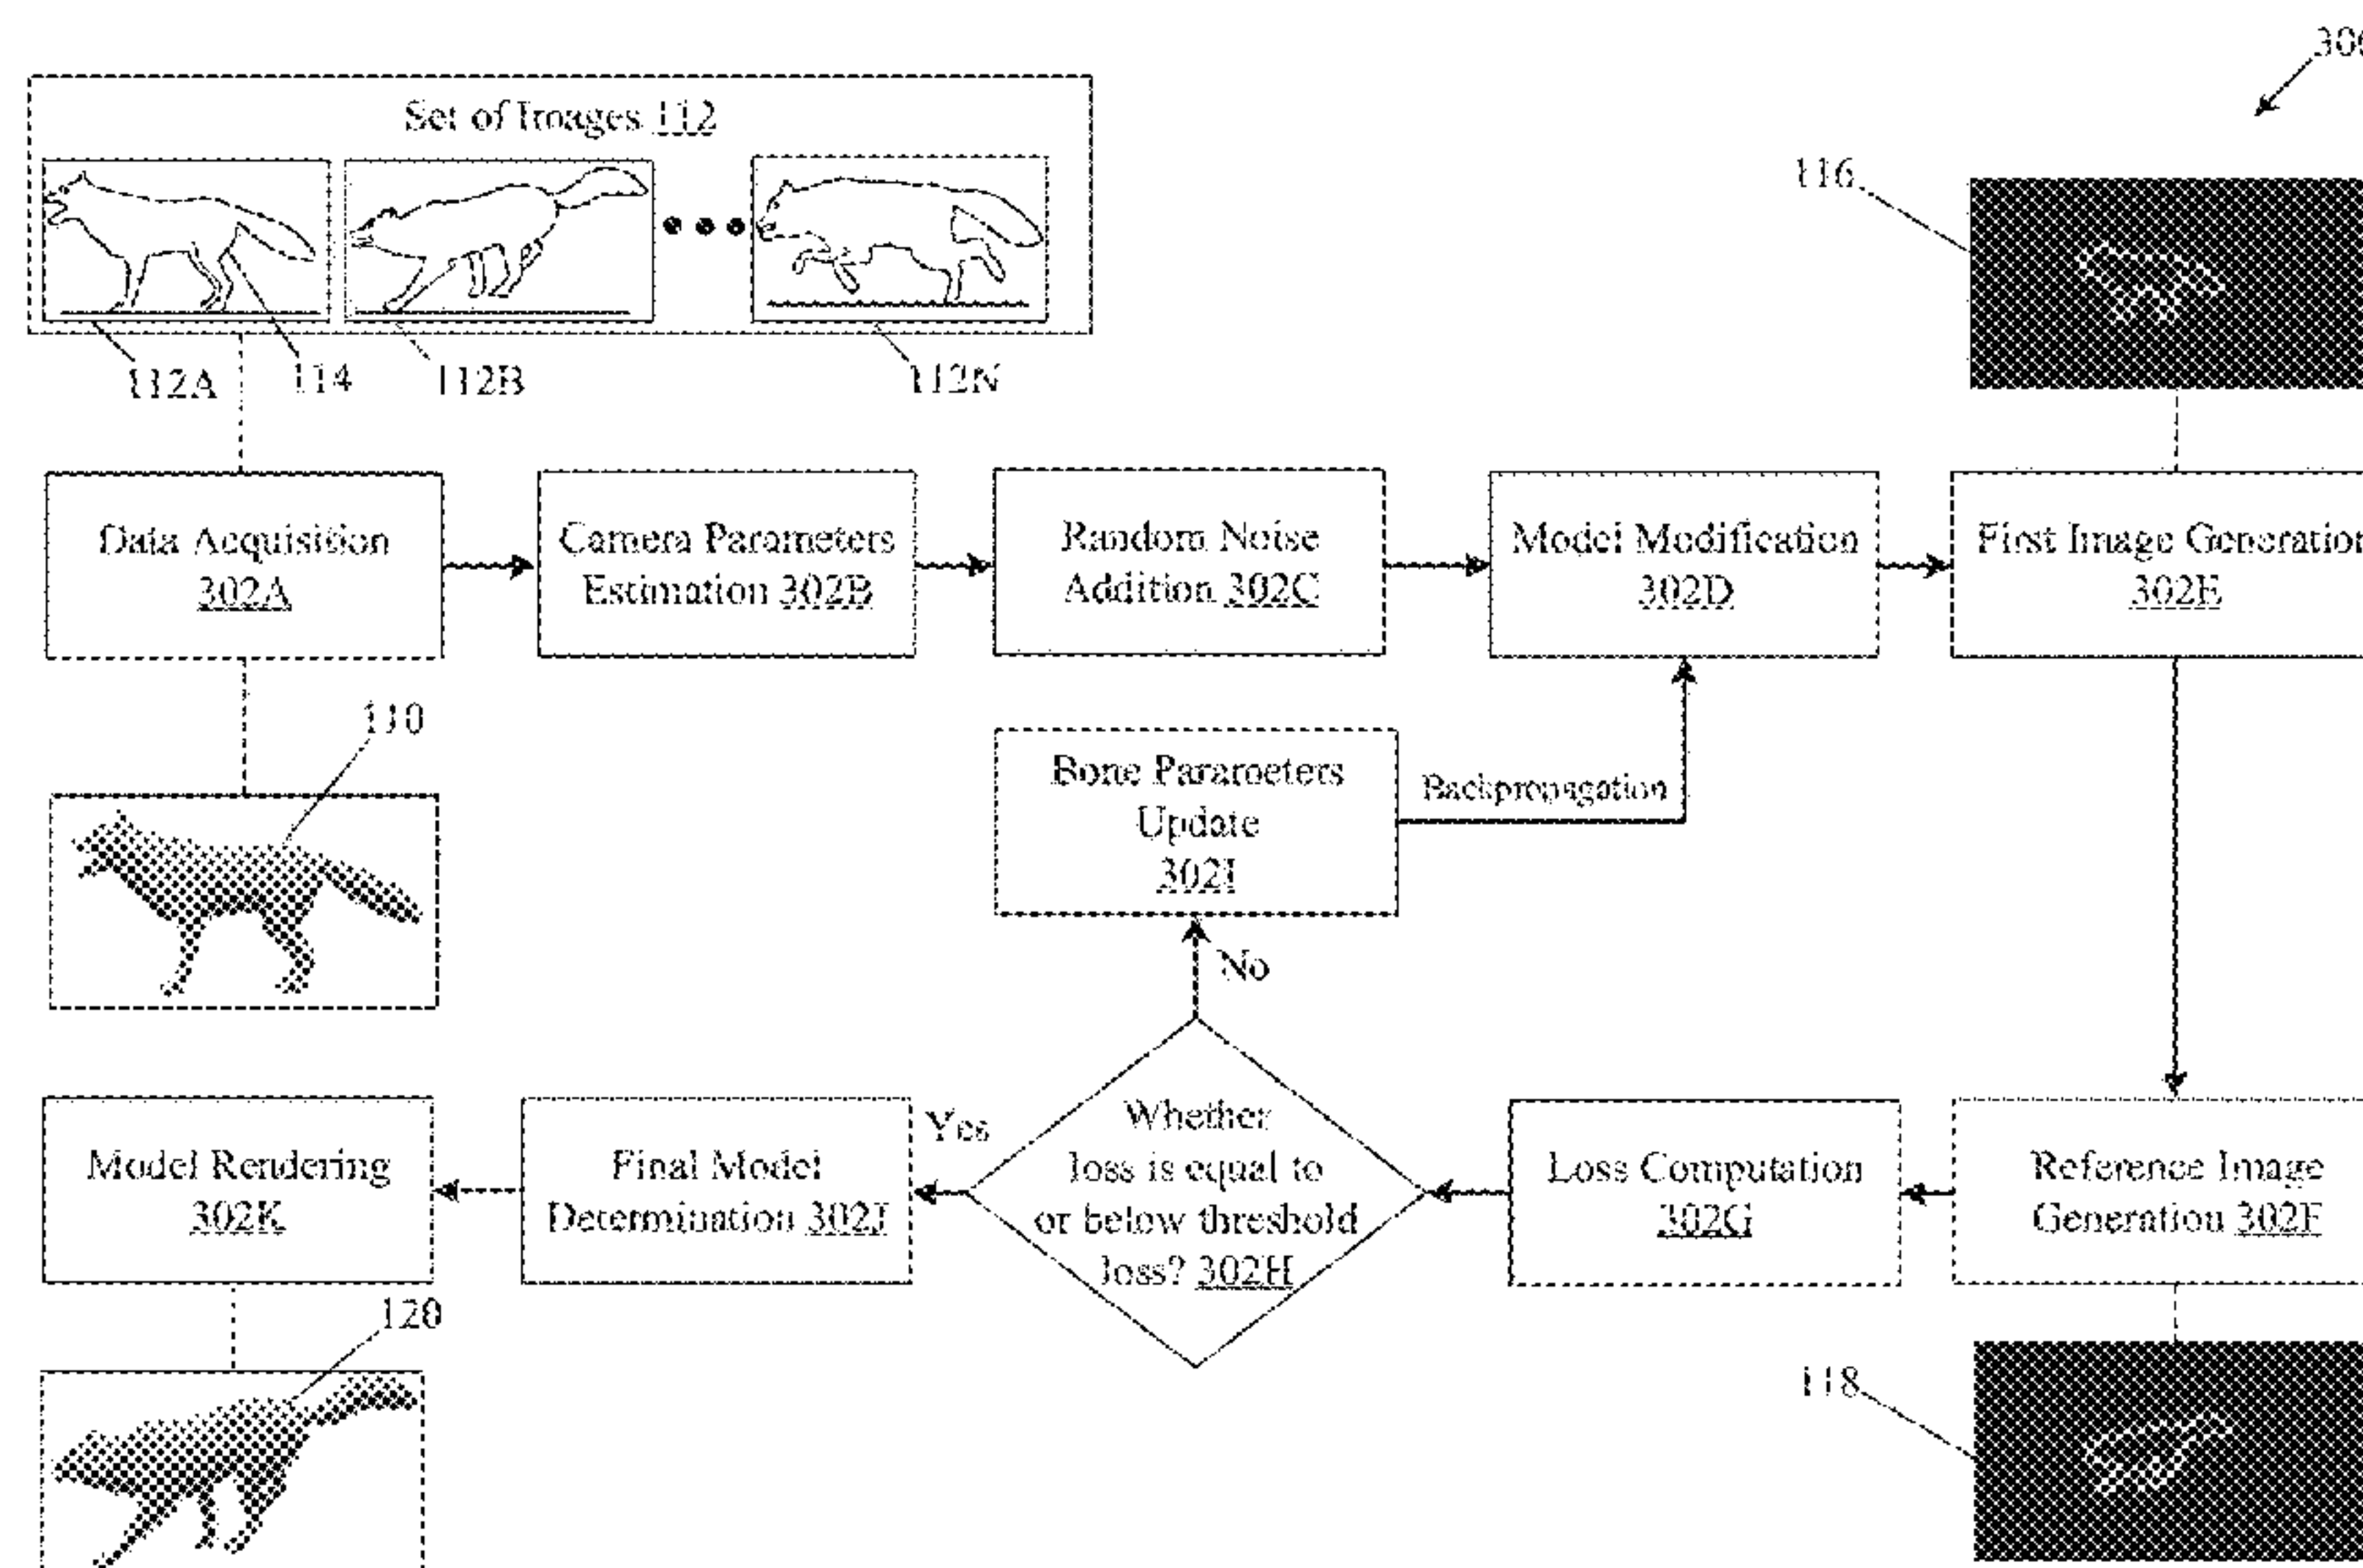 300
Set of Images 112
116
112A
114
112B
112N
Data Acquisition
302A
Camera Parameters
Estimation 302B
Random Noise
Addition 302C
Model Modification
302D
First Image Generation
302E
110
Bone Parameters
Update
302I
Backpropagation
No
Model Rendering
302K
Final Model
Determination 302J
Yes
Whether
loss is equal to
or below threshold
loss? 302H
Loss Computation
302G
Reference Image
Generation 302F
120
118